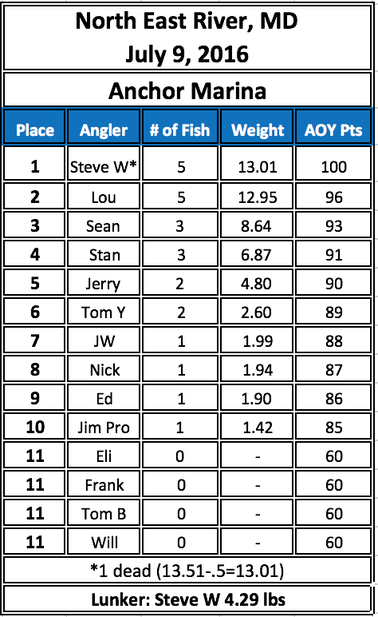 North East River, MD
July 9, 2016
Anchor Marina
Place Angler # of Fish Weight AOY Pts
1 Steve W* 5 13.01 100
2 Lou 5 12.95 96
3 Sean 3 8.64 93
4 Stan 3 6.87 91
5 Jerry 2 4.80 90
6 Tom Y 2 2.60 89
7 JW 1 1.99 88
8 Nick 1 1.94 87
9 Ed 1 1.90 86
10 Jim Pro 1 1.42 85
11 Eli 0 - 60
11 Frank 0 - 60
11 Tom B 0 - 60
11 Will 0 - 60
*1 dead (13.51-.5=13.01)
Lunker: Steve W 4.29 lbs